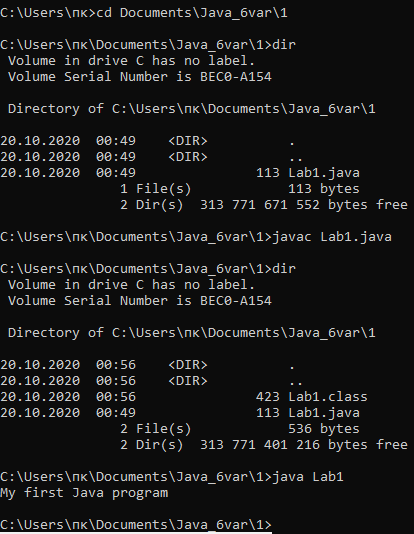 C:\Users\пк>cd Documents\Java_6var\1
C:\Users\пк\Documents\Java_6var\1>dir
Volume in drive C has no label.
Volume Serial Number is BEC0-A154
Directory of C:\Users\пк\Documents\Java_6var\1
20.10.2020  00:49    <DIR>          .
20.10.2020  00:49    <DIR>          ..
20.10.2020  00:49               113 Lab1.java
1 File(s)            113 bytes
2 Dir(s)  313 771 671 552 bytes free
C:\Users\пк\Documents\Java_6var\1>javac Lab1.java
C:\Users\пк\Documents\Java_6var\1>dir
Volume in drive C has no label.
Volume Serial Number is BEC0-A154
Directory of C:\Users\пк\Documents\Java_6var\1
20.10.2020  00:56    <DIR>          .
20.10.2020  00:56    <DIR>          ..
20.10.2020  00:56               423 Lab1.class
20.10.2020  00:49               113 Lab1.java
2 File(s)            536 bytes
2 Dir(s)  313 771 401 216 bytes free
C:\Users\пк\Documents\Java_6var\1>java Lab1
My first Java program
C:\Users\пк\Documents\Java_6var\1>